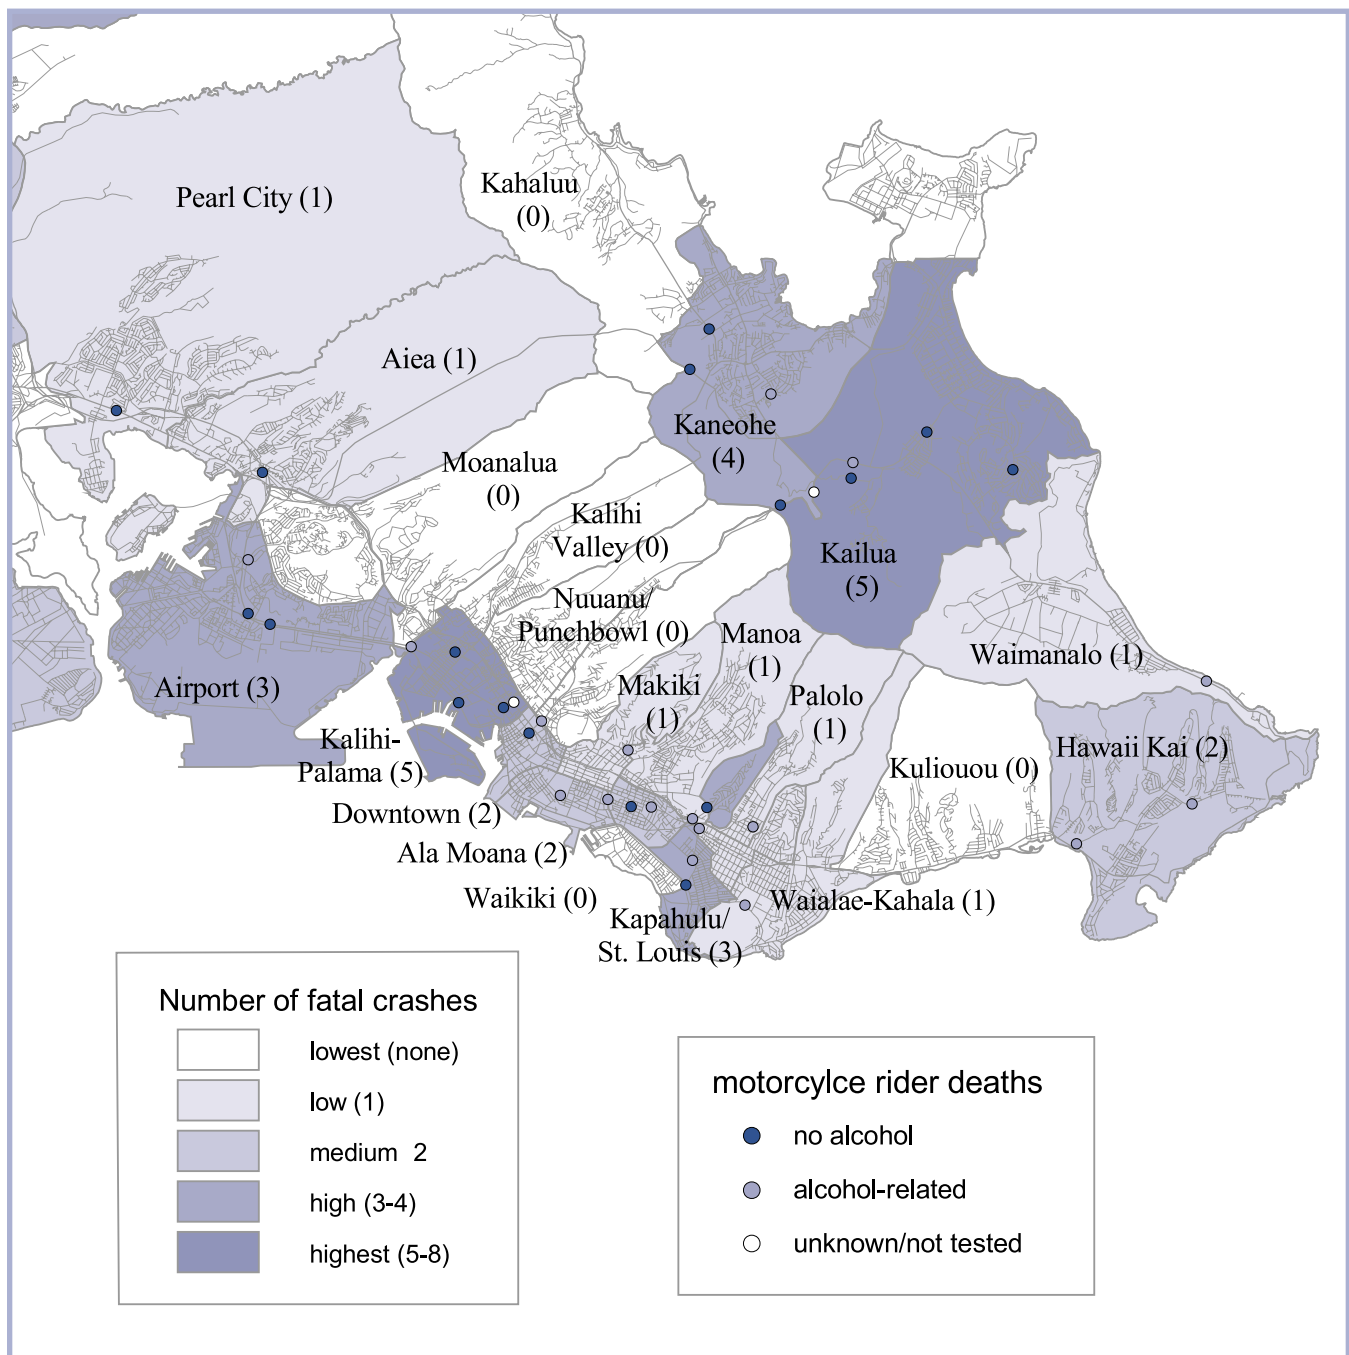 Pearl City (1)
Kahaluu
(0)
Aiea (1)
Kaneohe
(4)
Moanalua
(0)
Kalihi
Valley (0)
Kailua
(5)
Nuuanu/
Punchbowl (0)
Manoa
(1)
Waimanalo (1)
Airport (3)
Makiki
(1)
Palolo
(1)
Kalihi-
Palama (5)
Kuliouou (0)
Hawaii Kai (2)
Downtown (2)
Ala Moana (2)
Waikiki (0)
Waialae-Kahala (1)
Kapahulu/
St. Louis (3)
Number of fatal crashes
lowest (none)
low (1)
medium 2
high (3-4)
highest (5-8)
motorcylce rider deaths
no alcohol
alcohol-related
unknown/not tested